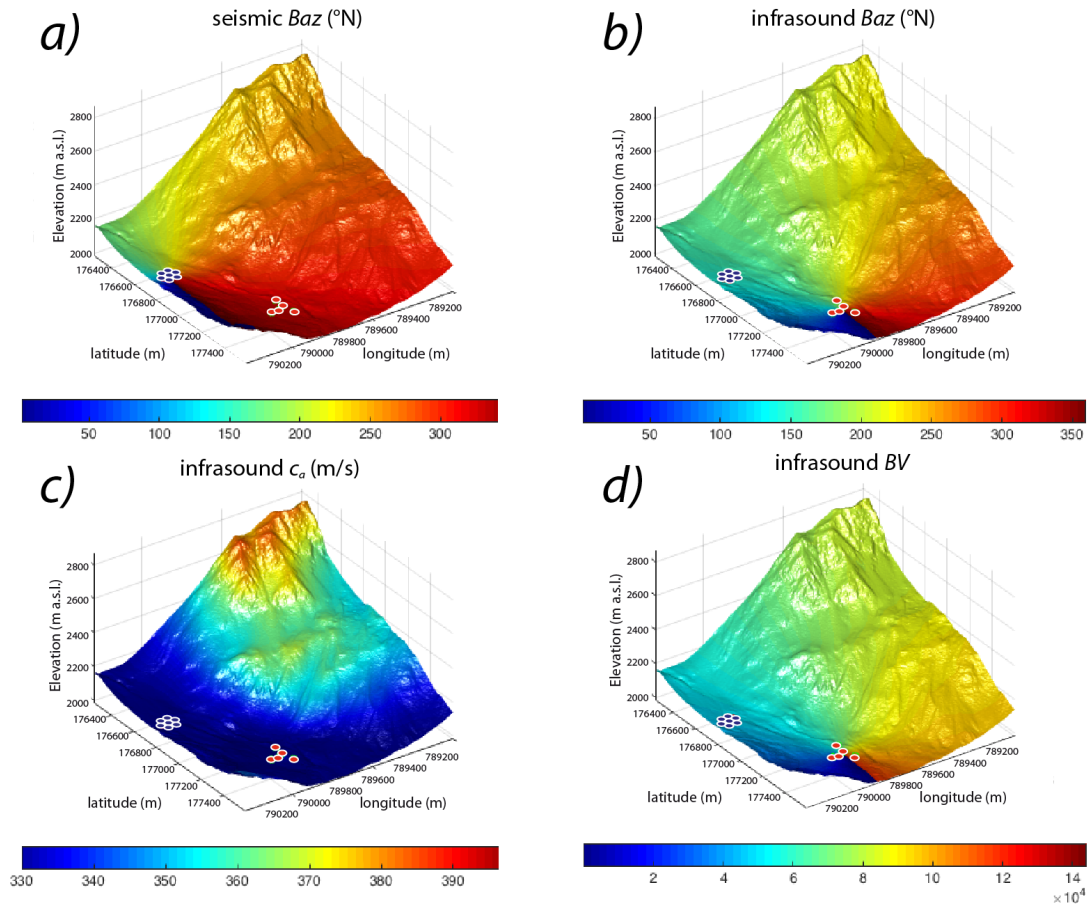 a)
seismic Baz (°N)
Elevation (m a.s.l.)
2800
2600
2400
2200
2000
176400
176600
176800
177000
177200
177400
latitude (m)
789200
789400
789600
789800
790000
790200
longitude (m)
50 100 150 200 250 300
b)
infrasound Baz (°N)
Elevation (m a.s.l.)
2800
2600
2400
2200
2000
176400
176600
176800
177000
177200
177400
latitude (m)
789200
789400
789600
789800
790000
790200
longitude (m)
50 100 150 200 250 300 350
c)
infrasound cₐ (m/s)
Elevation (m a.s.l.)
2800
2600
2400
2200
2000
176400
176600
176800
177000
177200
177400
latitude (m)
789200
789400
789600
789800
790000
790200
longitude (m)
330 340 350 360 370 380 390
d)
infrasound BV
Elevation (m a.s.l.)
2800
2600
2400
2200
2000
176400
176600
176800
177000
177200
177400
latitude (m)
789200
789400
789600
789800
790000
790200
longitude (m)
2 4 6 8 10 12 14
×10⁴